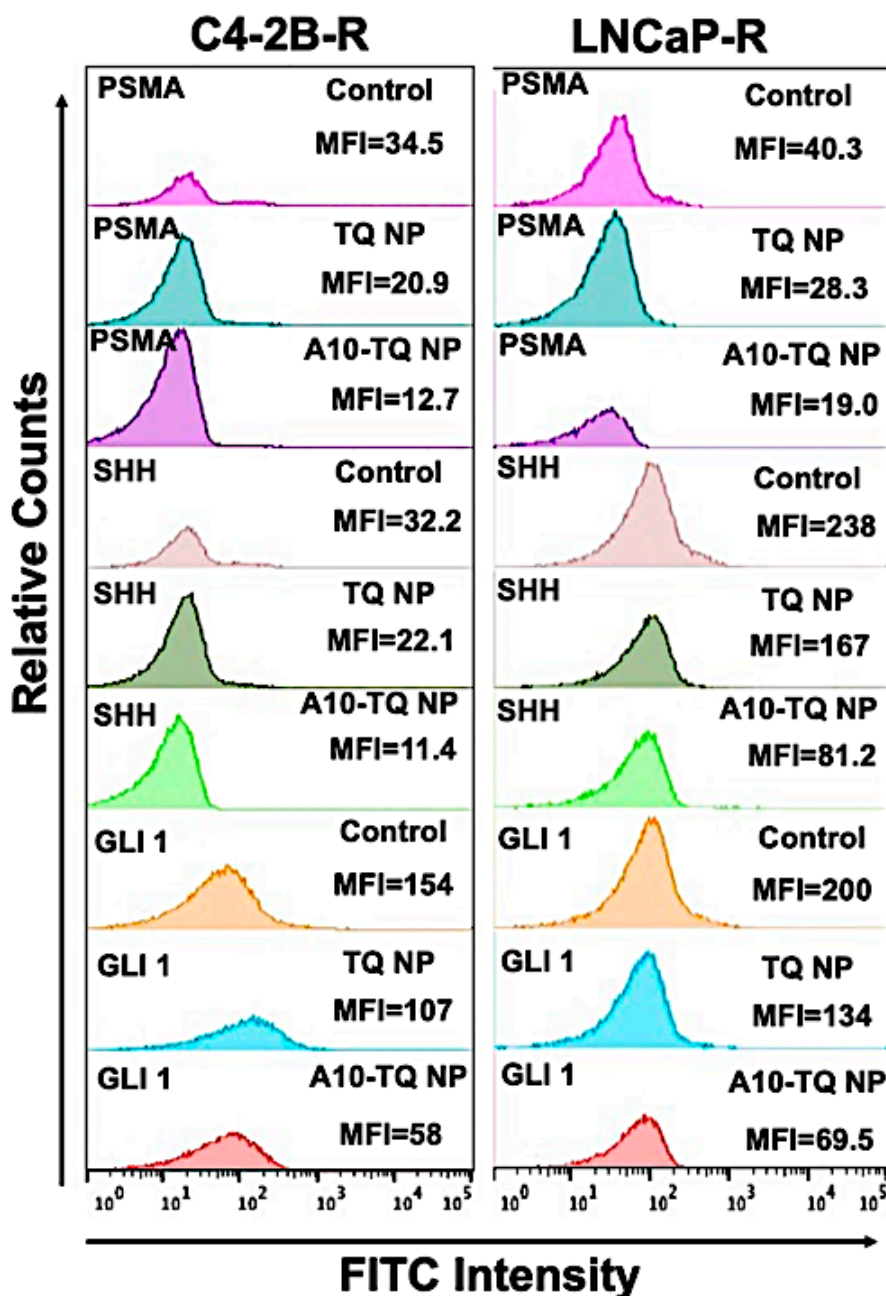 C4-2B-R
LNCaP-R
Relative Counts
PSMA
Control
MFI=34.5
PSMA
TQ NP
MFI=20.9
PSMA
A10-TQ NP
MFI=12.7
SHH
Control
MFI=32.2
SHH
TQ NP
MFI=22.1
SHH
A10-TQ NP
MFI=11.4
GLI 1
Control
MFI=154
GLI 1
TQ NP
MFI=107
GLI 1
A10-TQ NP
MFI=58
10⁰ 10¹ 10² 10³ 10⁴ 10⁵
PSMA
Control
MFI=40.3
PSMA
TQ NP
MFI=28.3
PSMA
A10-TQ NP
MFI=19.0
SHH
Control
MFI=238
SHH
TQ NP
MFI=167
SHH
A10-TQ NP
MFI=81.2
GLI 1
Control
MFI=200
GLI 1
TQ NP
MFI=134
GLI 1
A10-TQ NP
MFI=69.5
10⁰ 10¹ 10² 10³ 10⁴ 10⁵
FITC Intensity